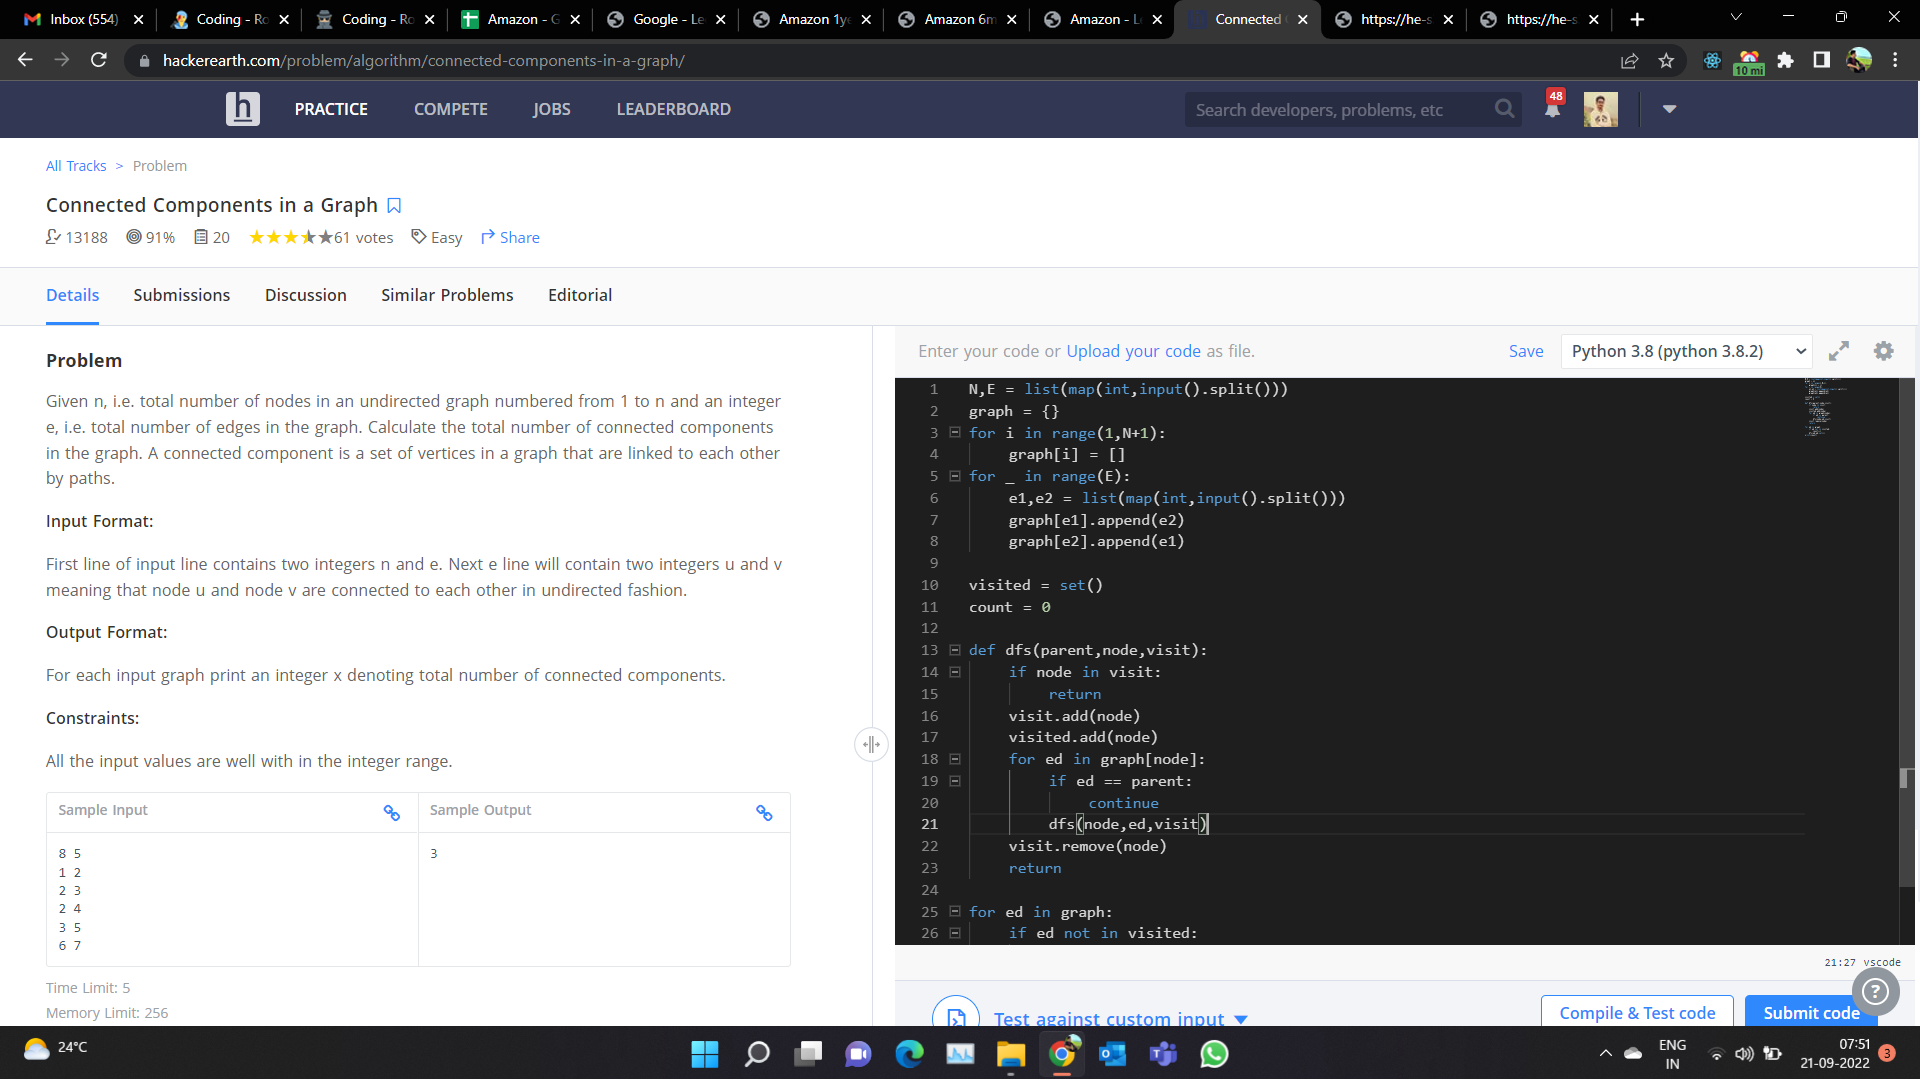 Inbox (554)
Coding - Ro
Coding - Ro
Amazon - G
Google - Le
Amazon 1ye
Amazon 6m
Amazon - L
Connected
https://he-s
https://he-s
hackerearth.com/problem/algorithm/connected-components-in-a-graph/
10 mi
h PRACTICE COMPETE JOBS LEADERBOARD
Search developers, problems, etc
48
All Tracks > Problem
Connected Components in a Graph
13188 91% 20 61 votes Easy Share
Details Submissions Discussion Similar Problems Editorial
Problem
Given n, i.e. total number of nodes in an undirected graph numbered from 1 to n and an integer
e, i.e. total number of edges in the graph. Calculate the total number of connected components
in the graph. A connected component is a set of vertices in a graph that are linked to each other
by paths.
Input Format:
First line of input line contains two integers n and e. Next e line will contain two integers u and v
meaning that node u and node v are connected to each other in undirected fashion.
Output Format:
For each input graph print an integer x denoting total number of connected components.
Constraints:
All the input values are well with in the integer range.
Sample Input
8 5
1 2
2 3
2 4
3 5
6 7
Sample Output
3
Time Limit: 5
Memory Limit: 256
Enter your code or Upload your code as file.
Save
Python 3.8 (python 3.8.2)
1 N,E = list(map(int,input().split()))
2 graph = {}
3 for i in range(1,N+1):
4 graph[i] = []
5 for _ in range(E):
6 e1,e2 = list(map(int,input().split()))
7 graph[e1].append(e2)
8 graph[e2].append(e1)
9
10 visited = set()
11 count = 0
12
13 def dfs(parent,node,visit):
14 if node in visit:
15 return
16 visit.add(node)
17 visited.add(node)
18 for ed in graph[node]:
19 if ed == parent:
20 continue
21 dfs(node,ed,visit)
22 visit.remove(node)
23 return
24
25 for ed in graph:
26 if ed not in visited:
21:27 vscode
?
Test against custom input
Compile & Test code
Submit code
24°C
ENG
IN
07:51
21-09-2022
3